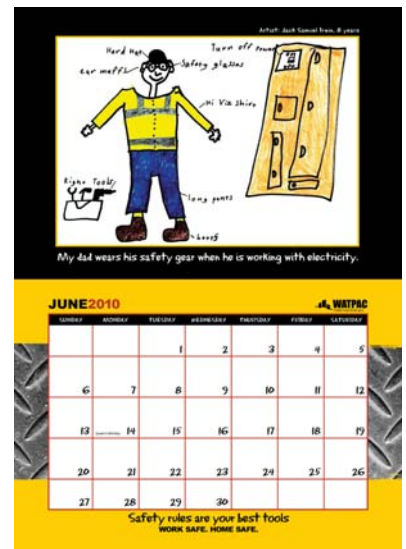 Artist: Jack Samuel Irwin, 8 years
Hard Hat
Turn off power
ear muffs
Safety glasses
Hi Viz Shirt
Right Tools
long pants
boots
My dad wears his safety gear when he is working with electricity.
JUNE2010
WATPAC
SUNDAY MONDAY TUESDAY WEDNESDAY THURSDAY FRIDAY SATURDAY
1 2 3 4 5
6 7 8 9 10 11 12
13 14 15 16 17 18 19
20 21 22 23 24 25 26
27 28 29 30
Safety rules are your best tools
WORK SAFE. HOME SAFE.